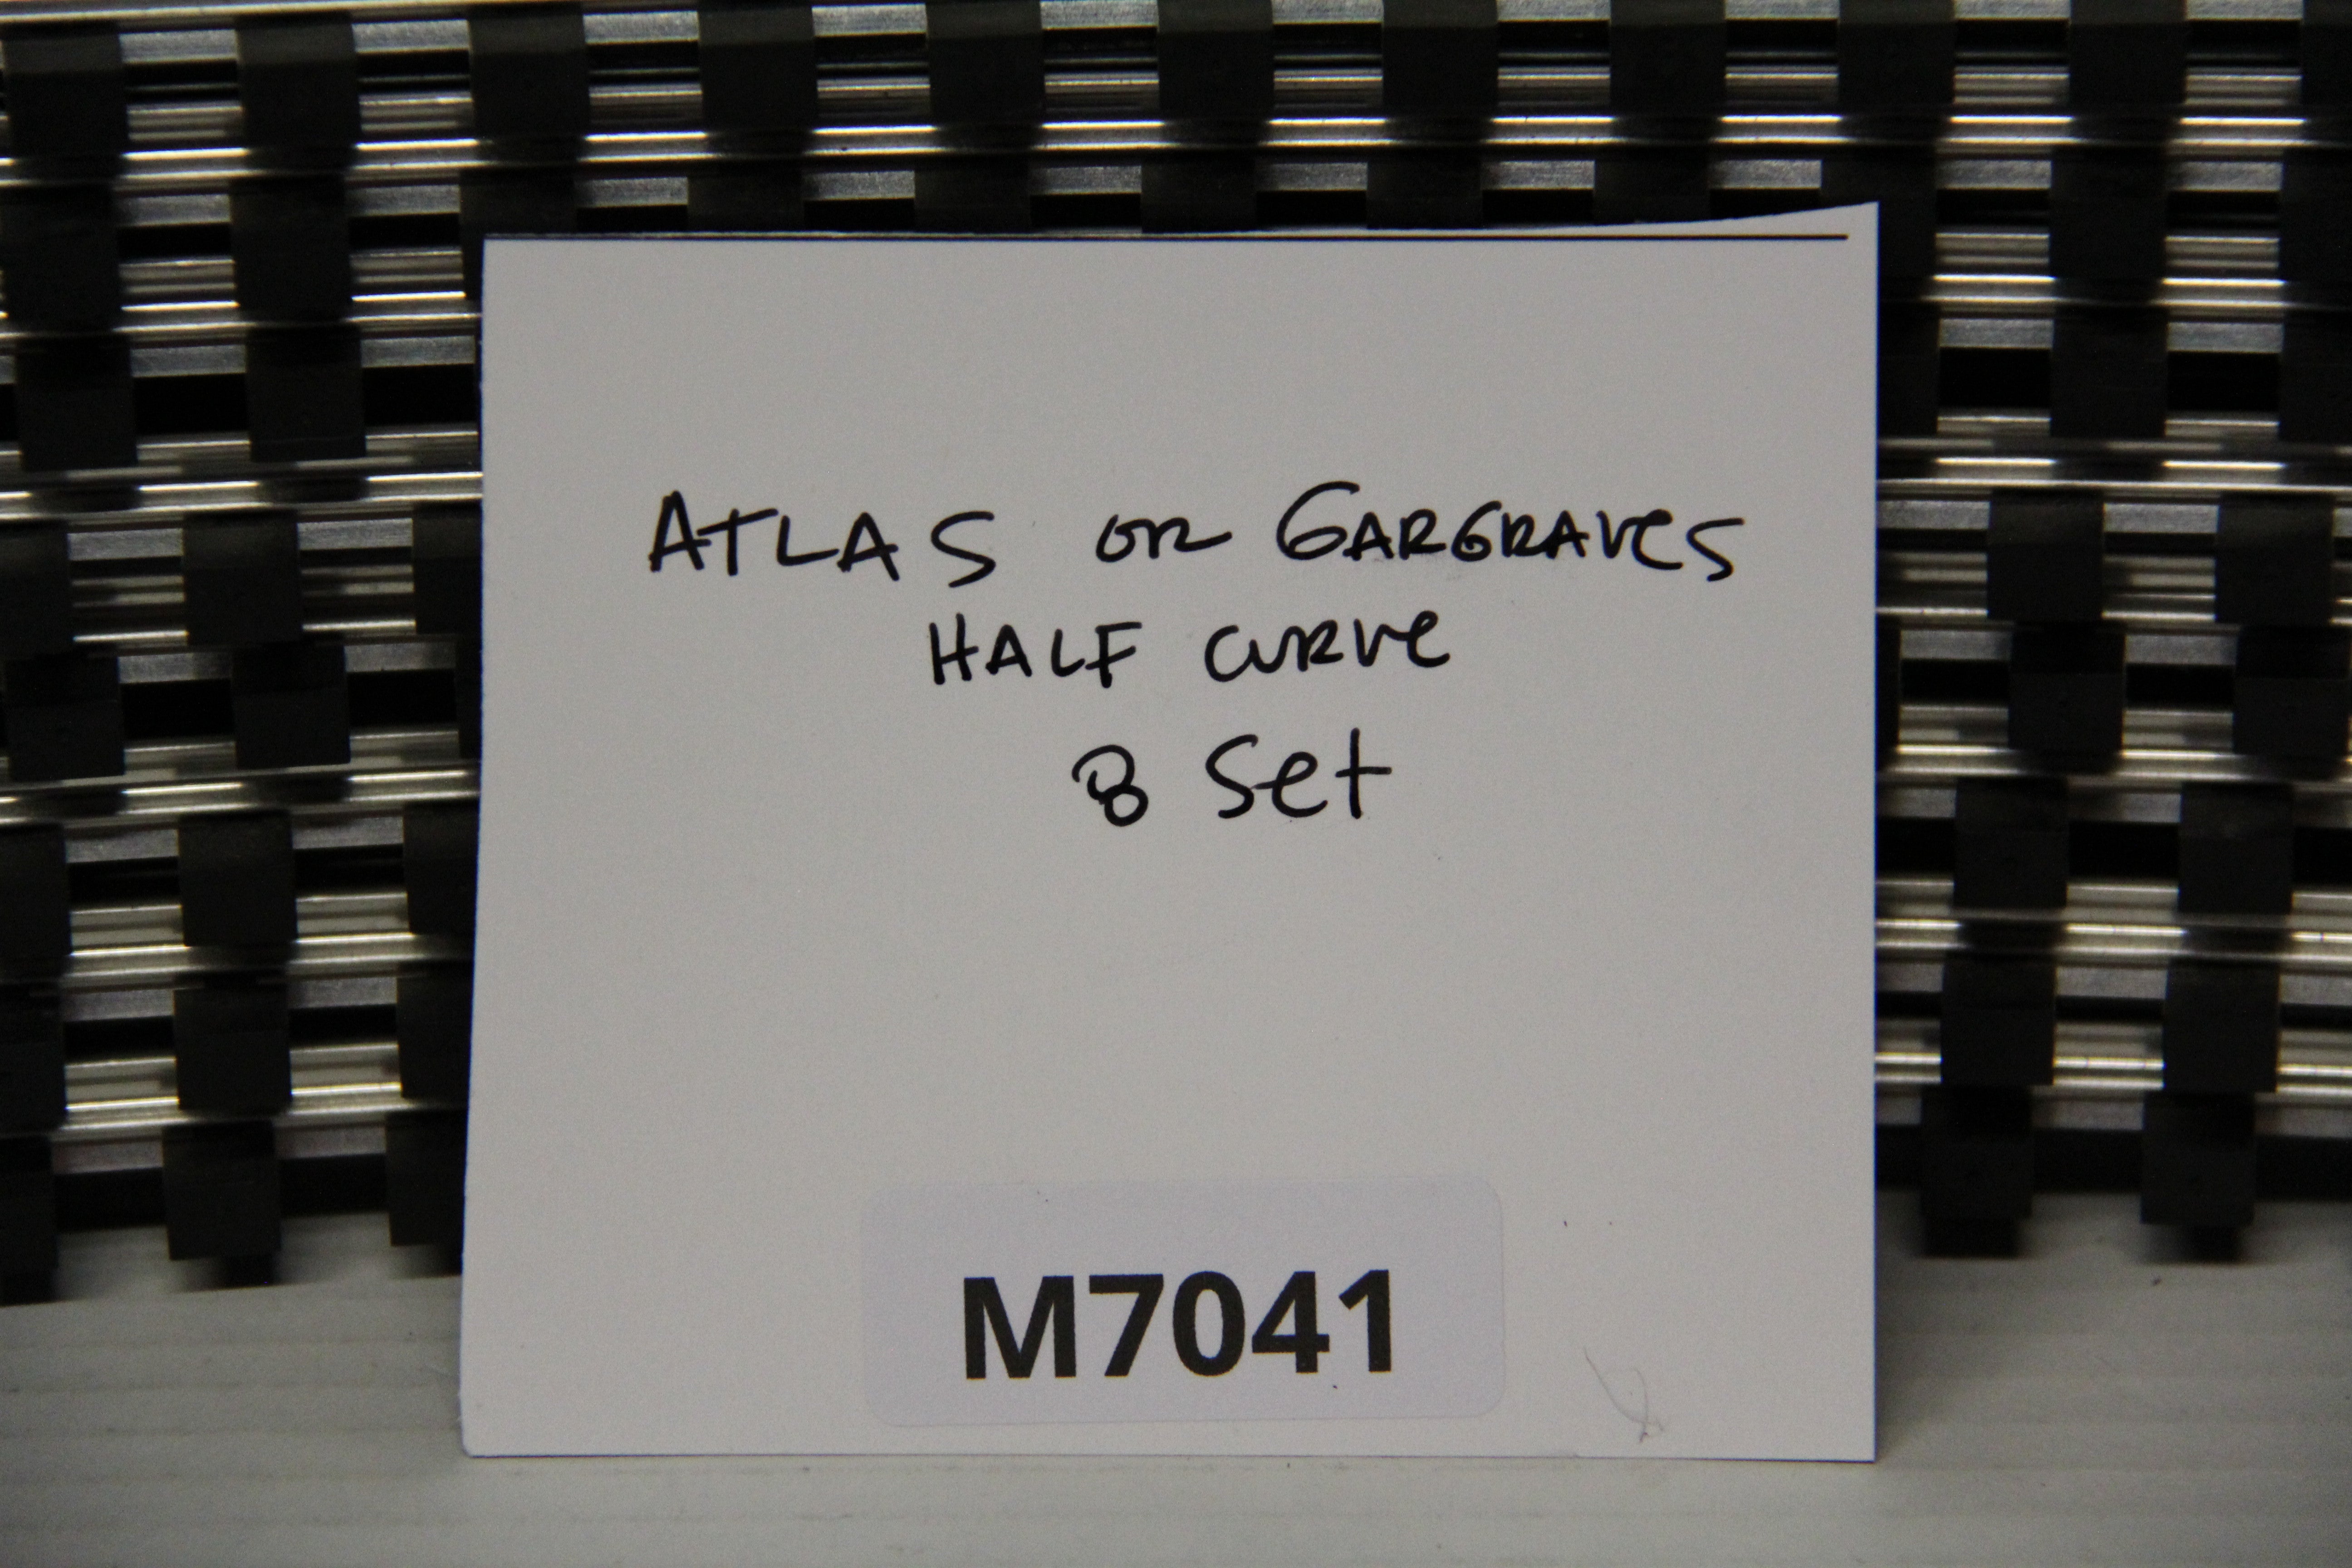 ATLAS OR GARGRAVES
HALF CURVE
8 Set
M7041